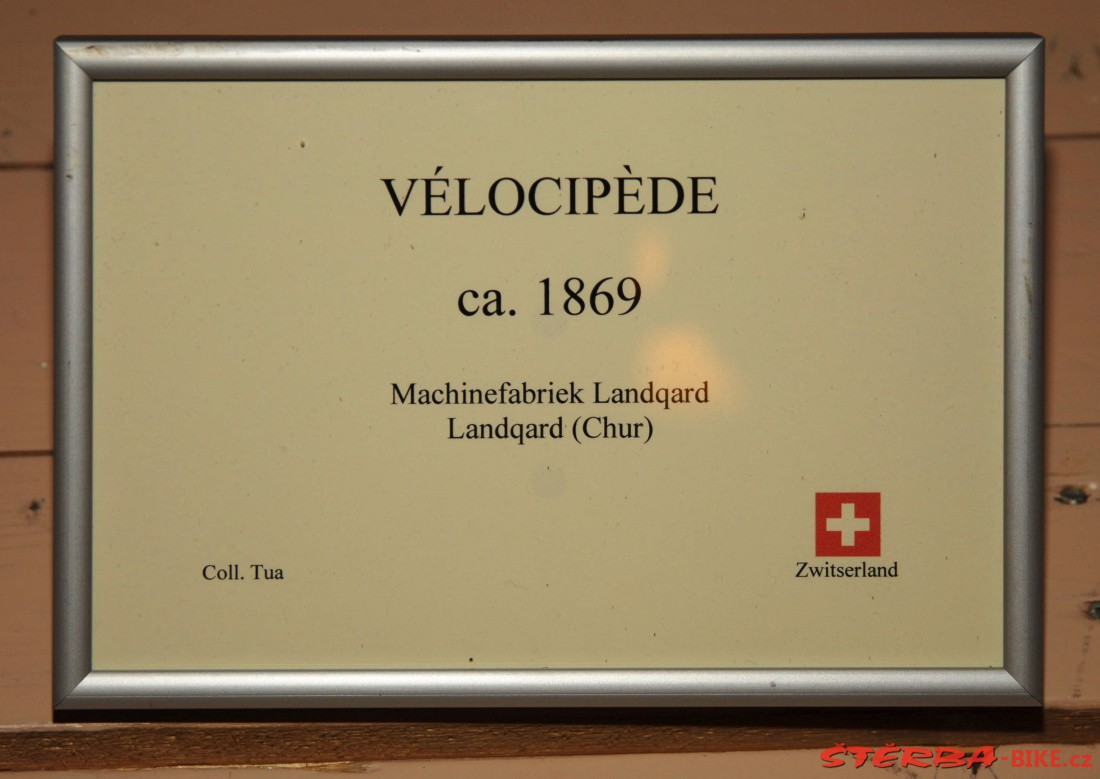 VÉLOCIPÈDE
ca. 1869
Machinefabriek Landqard
Landqard (Chur)
Coll. Tua
Zwitserland
ŠTĚRBA-BIKE.cz